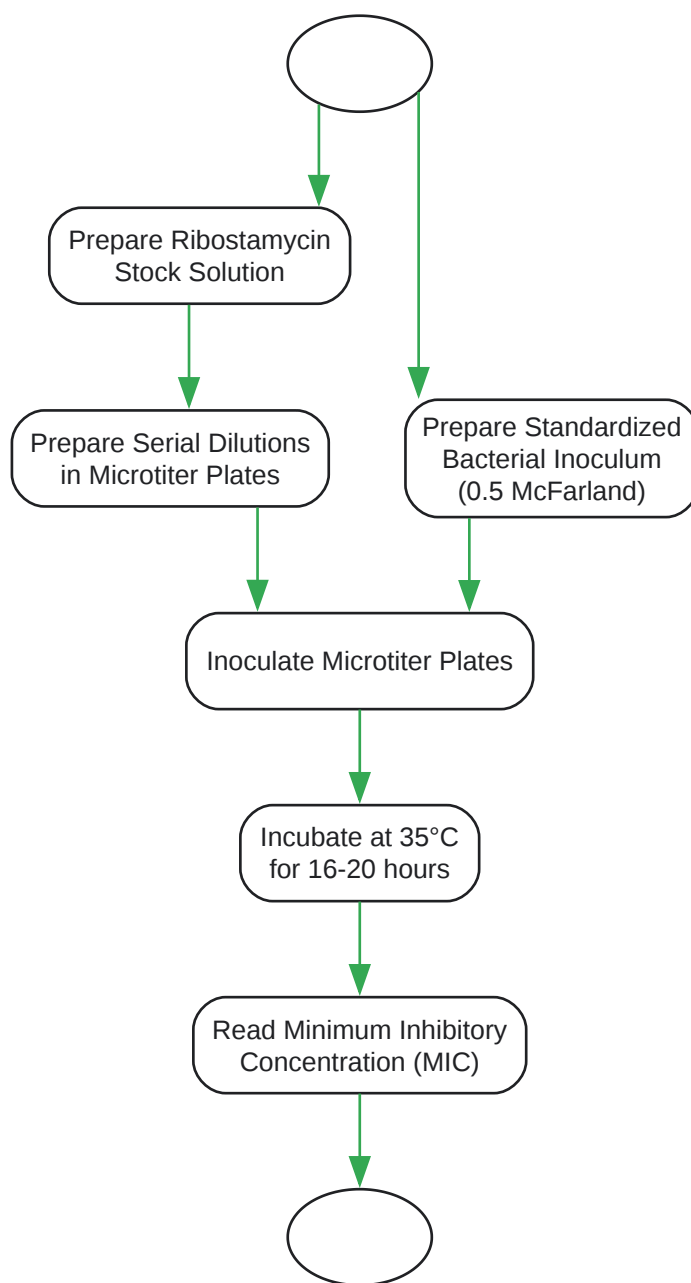 Prepare Ribostamycin
Stock Solution
Prepare Serial Dilutions
in Microtiter Plates
Prepare Standardized
Bacterial Inoculum
(0.5 McFarland)
Inoculate Microtiter Plates
Incubate at 35°C
for 16-20 hours
Read Minimum Inhibitory
Concentration (MIC)